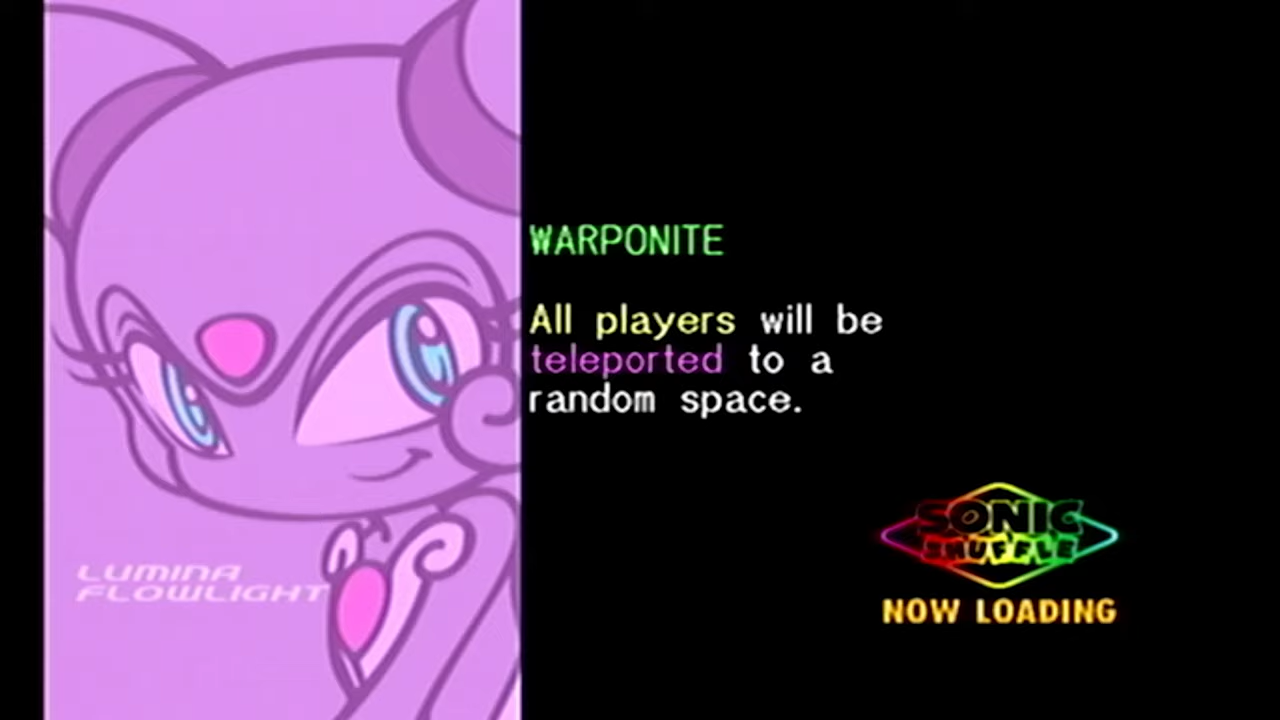 WARPONITE
All players will be
teleported to a
random space.
LUMINA
FLOWLIGHT
SONIC
SHUFFLE
NOW LOADING